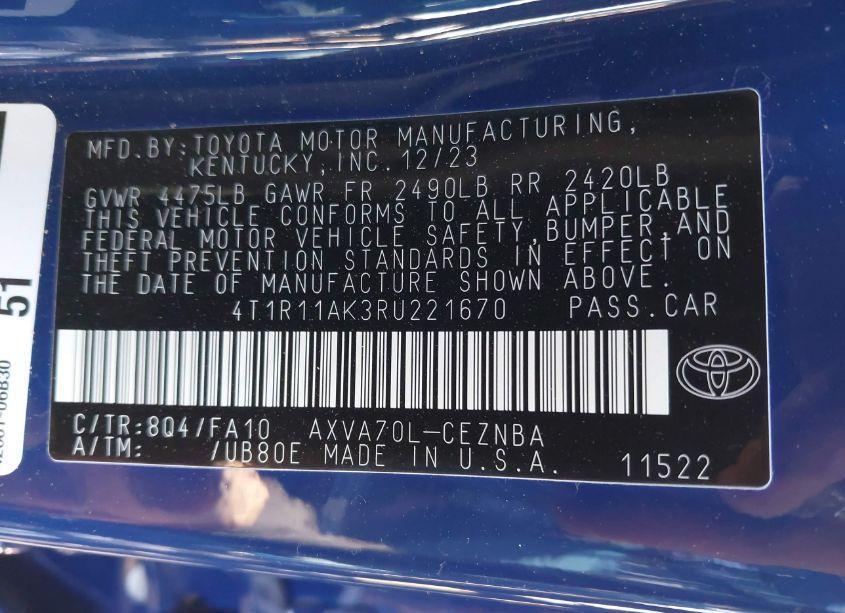 MFD.BY:TOYOTA MOTOR MANUFACTURING,
KENTUCKY,INC.12/23
GVWR 4475LB GAWR FR 2490LB RR 2420LB
THIS VEHICLE CONFORMS TO ALL APPLICABLE
FEDERAL MOTOR VEHICLE SAFETY,BUMPER,AND
THEFT PREVENTION STANDARDS IN EFFECT ON
THE DATE OF MANUFACTURE SHOWN ABOVE.
4T1R11AK3RU221670 PASS.CAR
C/TR:8Q4/FA10 AXVA70L-CEZNBA
A/TM: /UB80E MADE IN U.S.A. 11522
51